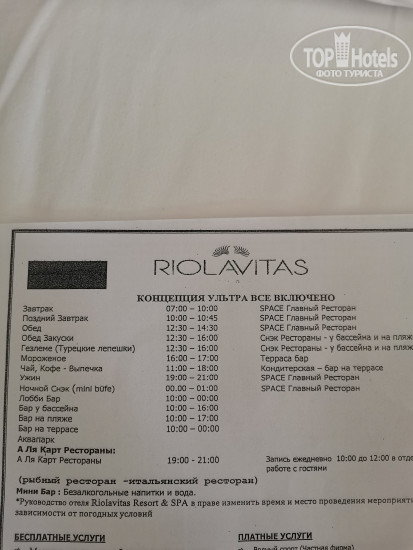 TOP Hotels
ФОТО ТУРИСТА
RIOLAVITAS
КОНЦЕПЦИЯ УЛЬТРА ВСЕ ВКЛЮЧЕНО
Завтрак 07:00 – 10:00 SPACE Главный Ресторан
Поздний Завтрак 10:00 – 10:45 SPACE Главный Ресторан
Обед 12:30 – 14:30 SPACE Главный Ресторан
Обед Закуски 12:30 – 16:00 Снэк Рестораны - у бассейна и на пляже
Гезлеме (Турецкие лепешки) 12:30 – 16:00 Снэк Рестораны - у бассейна и на пляже
Мороженое 16:00 – 17:00 Терраса бар
Чай, Кофе - Выпечка 11:00 – 18:00 Кондитерская – бар на террасе
Ужин 19:00 – 21:00 SPACE Главный Ресторан
Ночной Снэк (mini büfe) 00.00 – 01:00 SPACE Главный Ресторан
Лобби Бар 10:00 – 00:00
Бар у бассейна 10:00 – 16:00
Бар на пляже 10:00 – 17:00
Бар на террасе 10:00 – 00:00
Аквапарк
А Ля Карт Рестораны:
А Ля Карт Рестораны 19:00 - 21:00 Запись ежедневно 10:00 до 12:00 в отде
работе с гостями
(рыбный ресторан -итальянский ресторан)
Мини Бар : Безалкогольные напитки и вода.
*Руководство отеля Riolavitas Resort & SPA в праве изменить время и место проведения мероприяти
зависимости от погодных условий
БЕСПЛАТНЫЕ УСЛУГИ ПЛАТНЫЕ УСЛУГИ